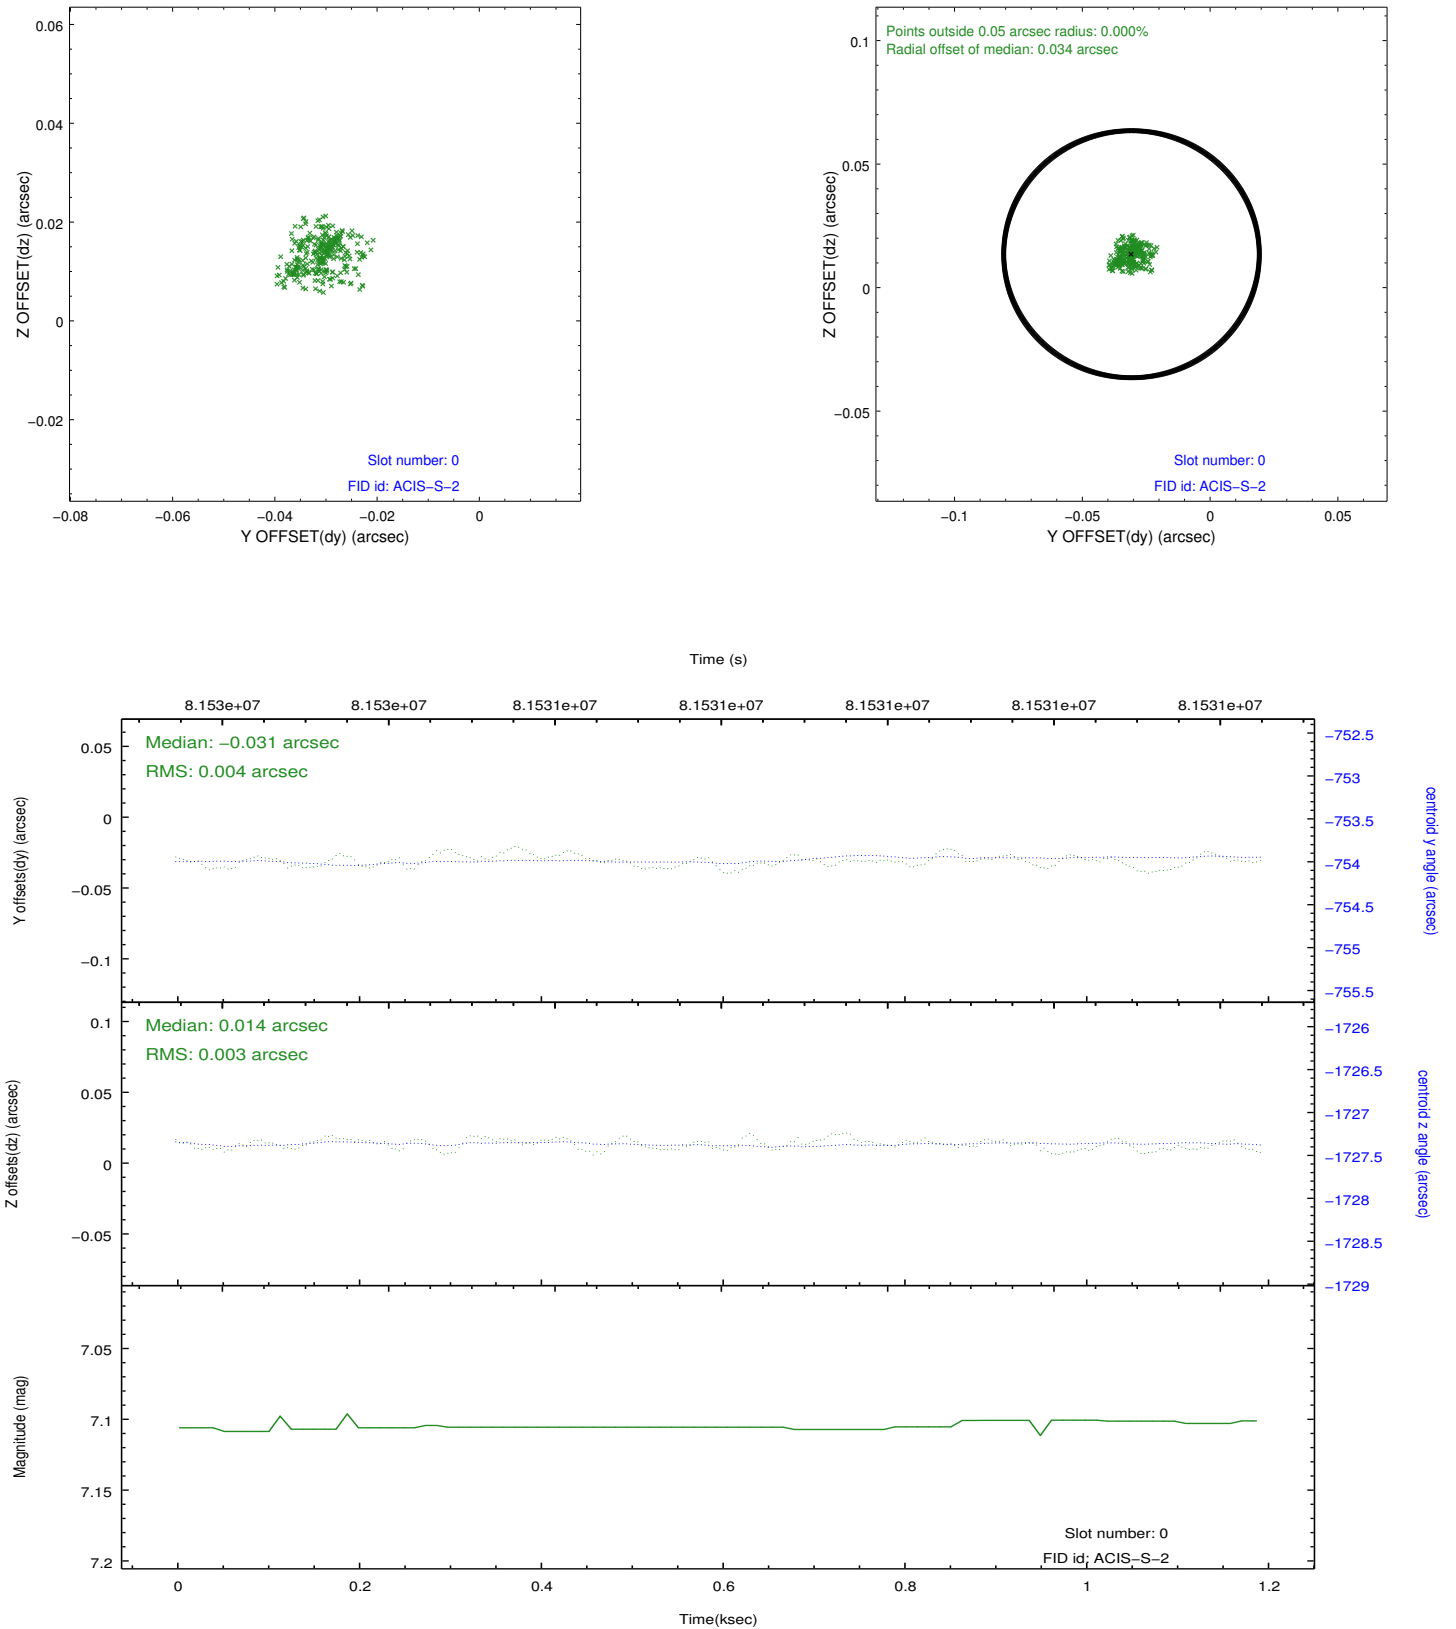 0.06
0.04
0.02
0
−0.02
Z OFFSET(dz) (arcsec)
Slot number: 0
FID id: ACIS−S−2
−0.08
−0.06
−0.04
−0.02
0
Y OFFSET(dy) (arcsec)
Points outside 0.05 arcsec radius: 0.000%
Radial offset of median: 0.034 arcsec
0.1
0.05
0
−0.05
Z OFFSET(dz) (arcsec)
Slot number: 0
FID id: ACIS−S−2
−0.1
−0.05
0
0.05
Y OFFSET(dy) (arcsec)
Time (s)
8.153e+07
8.153e+07
8.1531e+07
8.1531e+07
8.1531e+07
8.1531e+07
8.1531e+07
Median: −0.031 arcsec
RMS: 0.004 arcsec
0.05
0
−0.05
−0.1
Y offsets(dy) (arcsec)
−752.5
−753
−753.5
−754
−754.5
−755
−755.5
centroid y angle (arcsec)
Median: 0.014 arcsec
RMS: 0.003 arcsec
0.1
0.05
0
−0.05
Z offsets(dz) (arcsec)
−1726
−1726.5
−1727
−1727.5
−1728
−1728.5
−1729
centroid z angle (arcsec)
7.05
7.1
7.15
7.2
Magnitude (mag)
Slot number: 0
FID id: ACIS−S−2
0
0.2
0.4
0.6
0.8
1
1.2
Time(ksec)